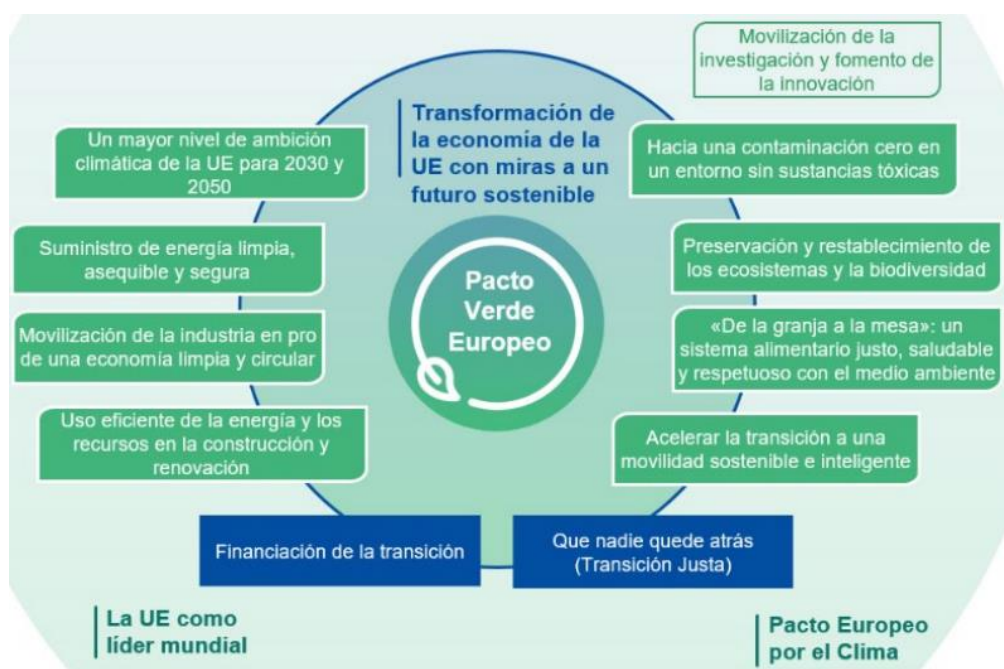 Movilización de la
investigación y fomento de
la innovación
Transformación de
la economía de la
UE con miras a un
futuro sostenible
Un mayor nivel de ambición
climática de la UE para 2030 y
2050
Hacia una contaminación cero en
un entorno sin sustancias tóxicas
Suministro de energía limpia,
asequible y segura
Preservación y restablecimiento de
los ecosistemas y la biodiversidad
Pacto
Verde
Europeo
Movilización de la industria en pro
de una economía limpia y circular
«De la granja a la mesa»: un
sistema alimentario justo, saludable
y respetuoso con el medio ambiente
Uso eficiente de la energía y los
recursos en la construcción y
renovación
Acelerar la transición a una
movilidad sostenible e inteligente
Financiación de la transición
Que nadie quede atrás
(Transición Justa)
La UE como
líder mundial
Pacto Europeo
por el Clima